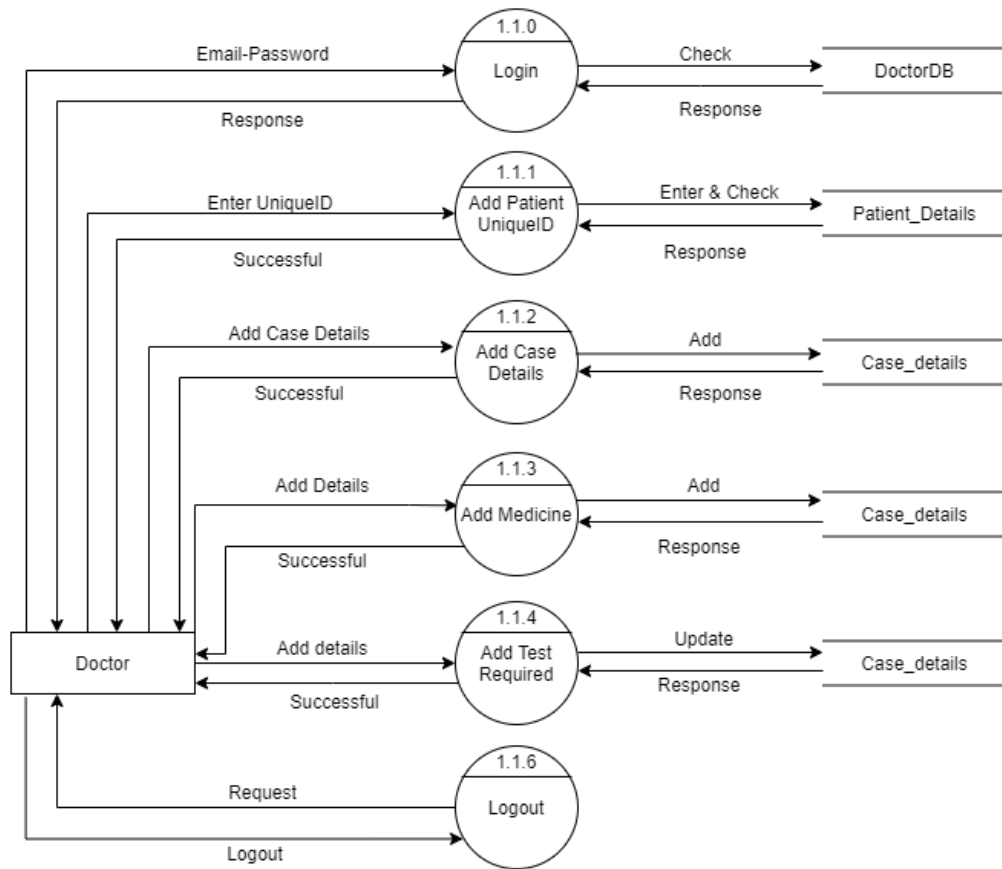 1.1.0
Email-Password
Login
Check
DoctorDB
Response
Response
1.1.1
Enter UniqueID
Add Patient
UniqueID
Enter & Check
Patient_Details
Successful
Response
1.1.2
Add Case Details
Add Case
Details
Add
Case_details
Successful
Response
1.1.3
Add Details
Add Medicine
Add
Case_details
Successful
Response
1.1.4
Doctor
Add details
Add Test
Required
Update
Case_details
Successful
Response
1.1.6
Request
Logout
Logout